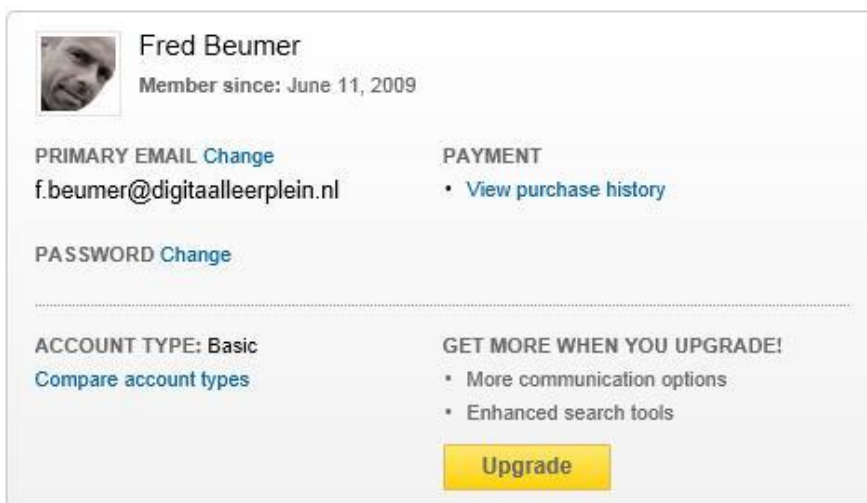 Fred Beumer
Member since: June 11, 2009
PRIMARY EMAIL Change
f.beumer@digitaalleerplein.nl
PAYMENT
• View purchase history
PASSWORD Change
ACCOUNT TYPE: Basic
Compare account types
GET MORE WHEN YOU UPGRADE!
• More communication options
• Enhanced search tools
Upgrade